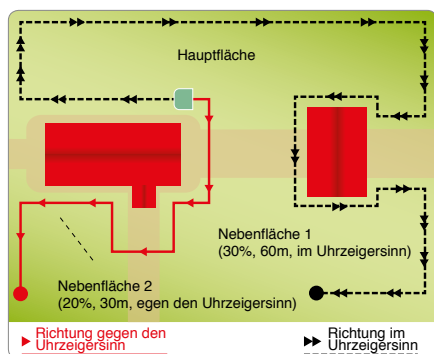 Hauptfläche
Nebenfläche 1
(30%, 60m, im Uhrzeigersinn)
Nebenfläche 2
(20%, 30m, egen den Uhrzeigersinn)
Richtung gegen den
Uhrzeigersinn
Richtung im
Uhrzeigersinn